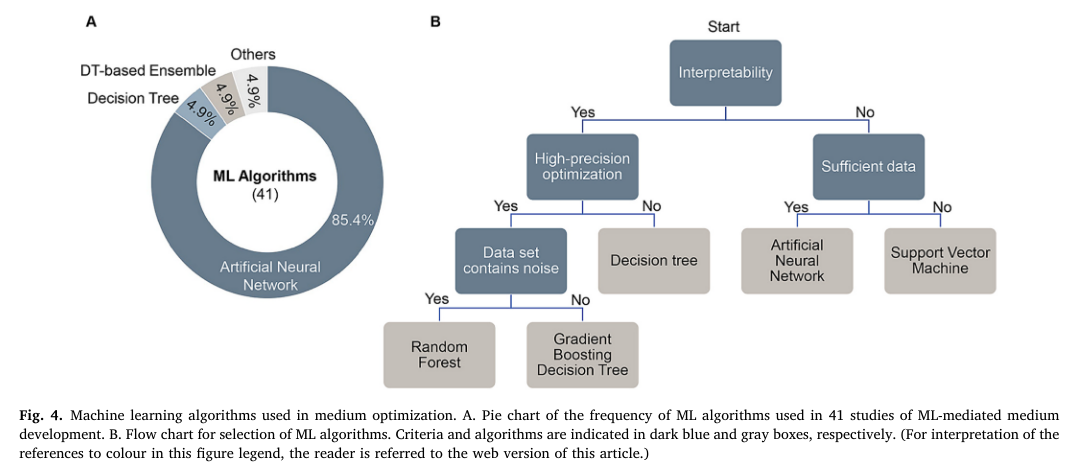 A
Others
DT-based Ensemble
Decision Tree
4.9%
4.9%
4.9%
ML Algorithms
(41)
85.4%
Artificial Neural
Network
B
Start
Interpretability
Yes
No
High-precision
optimization
Sufficient data
Yes
No
Yes
No
Data set
contains noise
Decision tree
Artificial
Neural
Network
Support Vector
Machine
Yes
No
Random
Forest
Gradient
Boosting
Decision Tree
Fig. 4. Machine learning algorithms used in medium optimization. A. Pie chart of the frequency of ML algorithms used in 41 studies of ML-mediated medium
development. B. Flow chart for selection of ML algorithms. Criteria and algorithms are indicated in dark blue and gray boxes, respectively. (For interpretation of the
references to colour in this figure legend, the reader is referred to the web version of this article.)